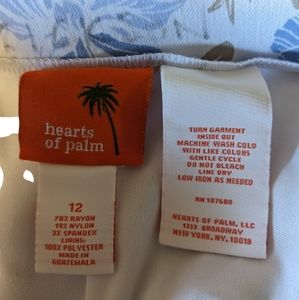 hearts
of palm
12
78% RAYON
19% NYLON
3% SPANDEX
LINING:
100% POLYESTER
MADE IN
GUATEMALA
TURN GARMENT
INSIDE OUT
MACHINE WASH COLD
WITH LIKE COLORS
GENTLE CYCLE
DO NOT BLEACH
LINE DRY
LOW IRON AS NEEDED
RN 107680
HEARTS OF PALM, LLC
1333 BROADWAY
NEW YORK, NY, 10018